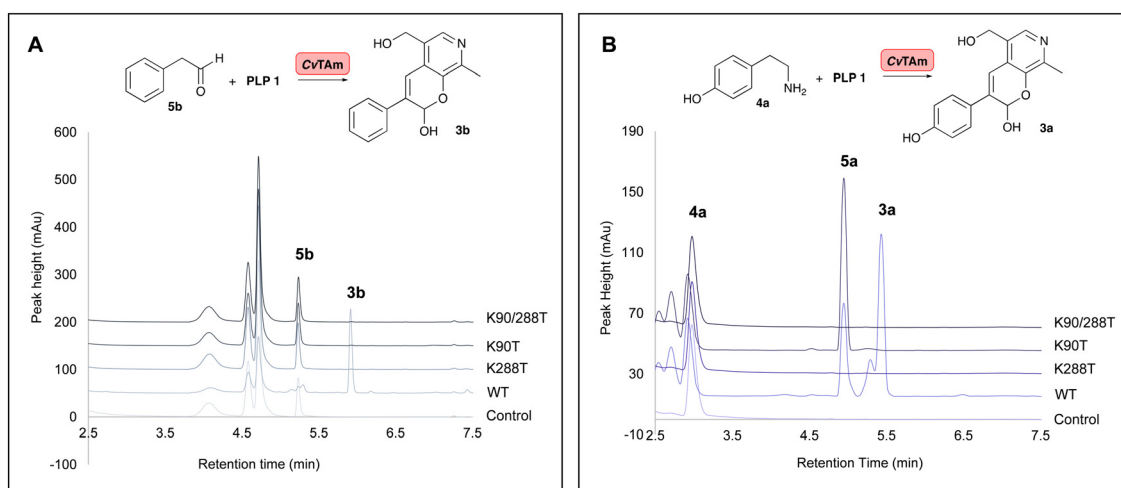 A
H
O
5b
+ PLP 1
CvTAm
HO
N
O
OH
3b
600
500
400
300
200
100
0
-100
Peak height (mAu)
5b
3b
K90/288T
K90T
K288T
WT
Control
2.5 3.5 4.5 5.5 6.5 7.5
Retention time (min)
B
HO
NH2
4a
+ PLP 1
CvTAm
HO
N
O
OH
HO
3a
190
150
110
70
30
-10
Peak Height (mAu)
4a
5a
3a
K90/288T
K90T
K288T
WT
Control
2.5 3.5 4.5 5.5 6.5 7.5
Retention Time (min)